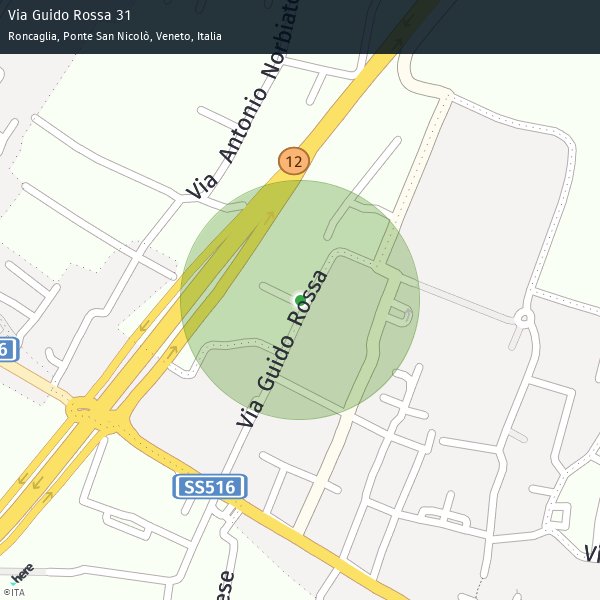 Via Guido Rossa 31
Roncaglia, Ponte San Nicolò, Veneto, Italia
Via Antonio Norbiato
12
Via Guido Rossa
6
SS516
Vi
ese
here
©ITA